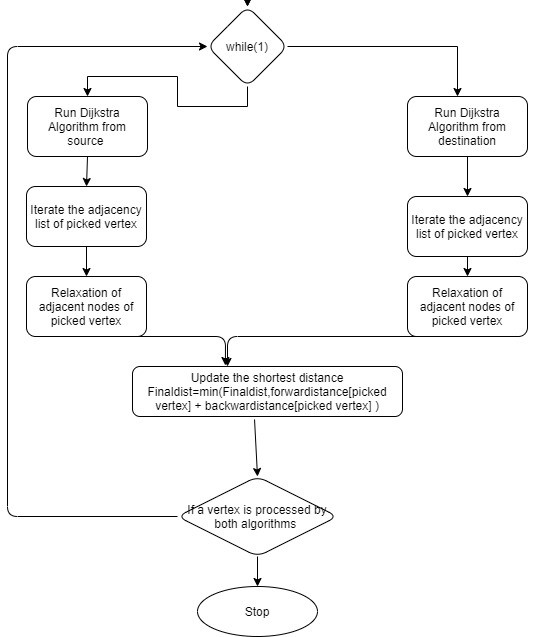 while(1)
Run Dijkstra
Algorithm from
source
Run Dijkstra
Algorithm from
destination
Iterate the adjacency
list of picked vertex
Iterate the adjacency
list of picked vertex
Relaxation of
adjacent nodes of
picked vertex
Relaxation of
adjacent nodes of
picked vertex
Update the shortest distance
Finaldist=min(Finaldist,forwardistance[picked
vertex] + backwardistance[picked vertex] )
If a vertex is processed by
both algorithms
Stop